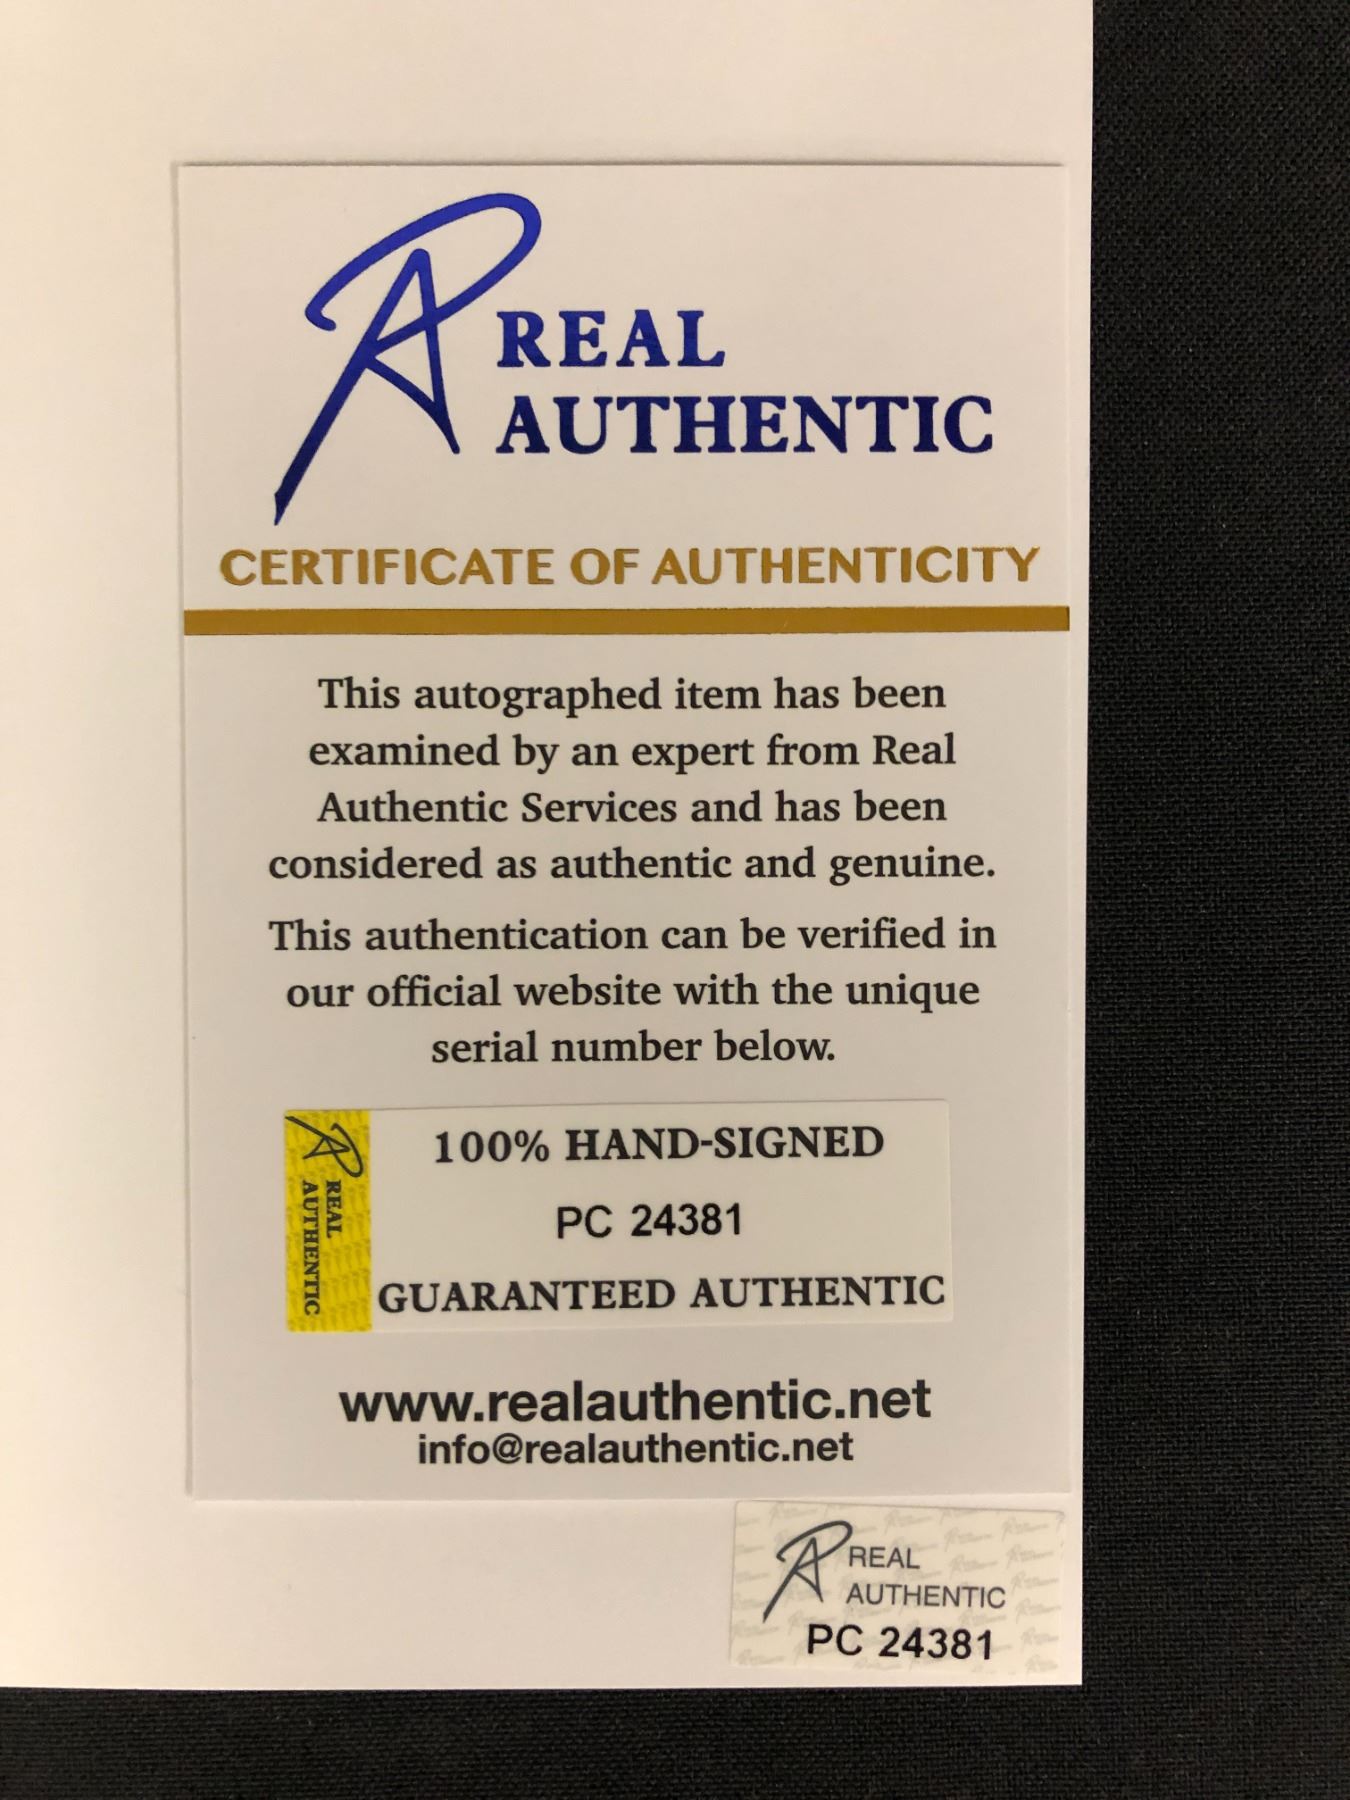 REAL
AUTHENTIC
CERTIFICATE OF AUTHENTICITY
This autographed item has been
examined by an expert from Real
Authentic Services and has been
considered as authentic and genuine.
This authentication can be verified in
our official website with the unique
serial number below.
REAL
AUTHENTIC
100% HAND-SIGNED
PC 24381
GUARANTEED AUTHENTIC
www.realauthentic.net
info@realauthentic.net
REAL
AUTHENTIC
PC 24381